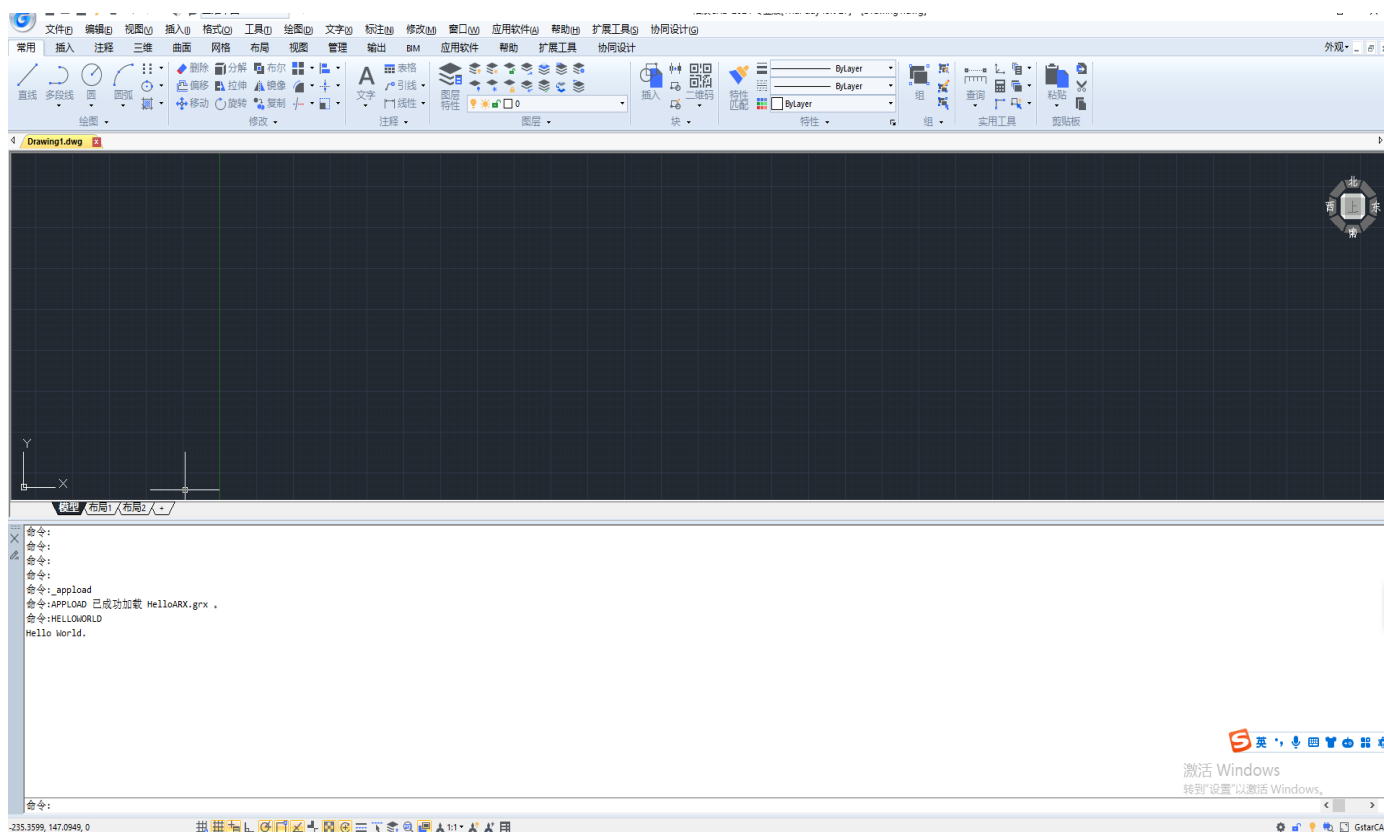 文件(F) 编辑(E) 视图(V) 插入(I) 格式(O) 工具(T) 绘图(D) 文字(X) 标注(N) 修改(M) 窗口(W) 应用软件(A) 帮助(H) 扩展工具(S) 协同设计(G)
常用 插入 注释 三维 曲面 网格 布局 视图 管理 输出 BIM 应用软件 帮助 扩展工具 协同设计 外观
删除 分解 布尔 表格 ByLayer
直线 多段线 圆 圆弧 偏移 拉伸 镜像 文字 引线 图层特性 插入 二维码 特性匹配 ByLayer 组 查询 粘贴
移动 旋转 复制 线性 0 ByLayer
绘图 修改 注释 图层 块 特性 组 实用工具 剪贴板
Drawing1.dwg
北
西 上 东
南
Y
X
模型 布局1 布局2 +
命令:
命令:
命令:
命令:
命令:_appload
命令:APPLOAD 已成功加载 HelloARX.grx 。
命令:HELLOWORLD
Hello World.
英
激活 Windows
转到"设置"以激活 Windows。
命令:
-235.3599, 147.0949, 0 1:1 GstarCA